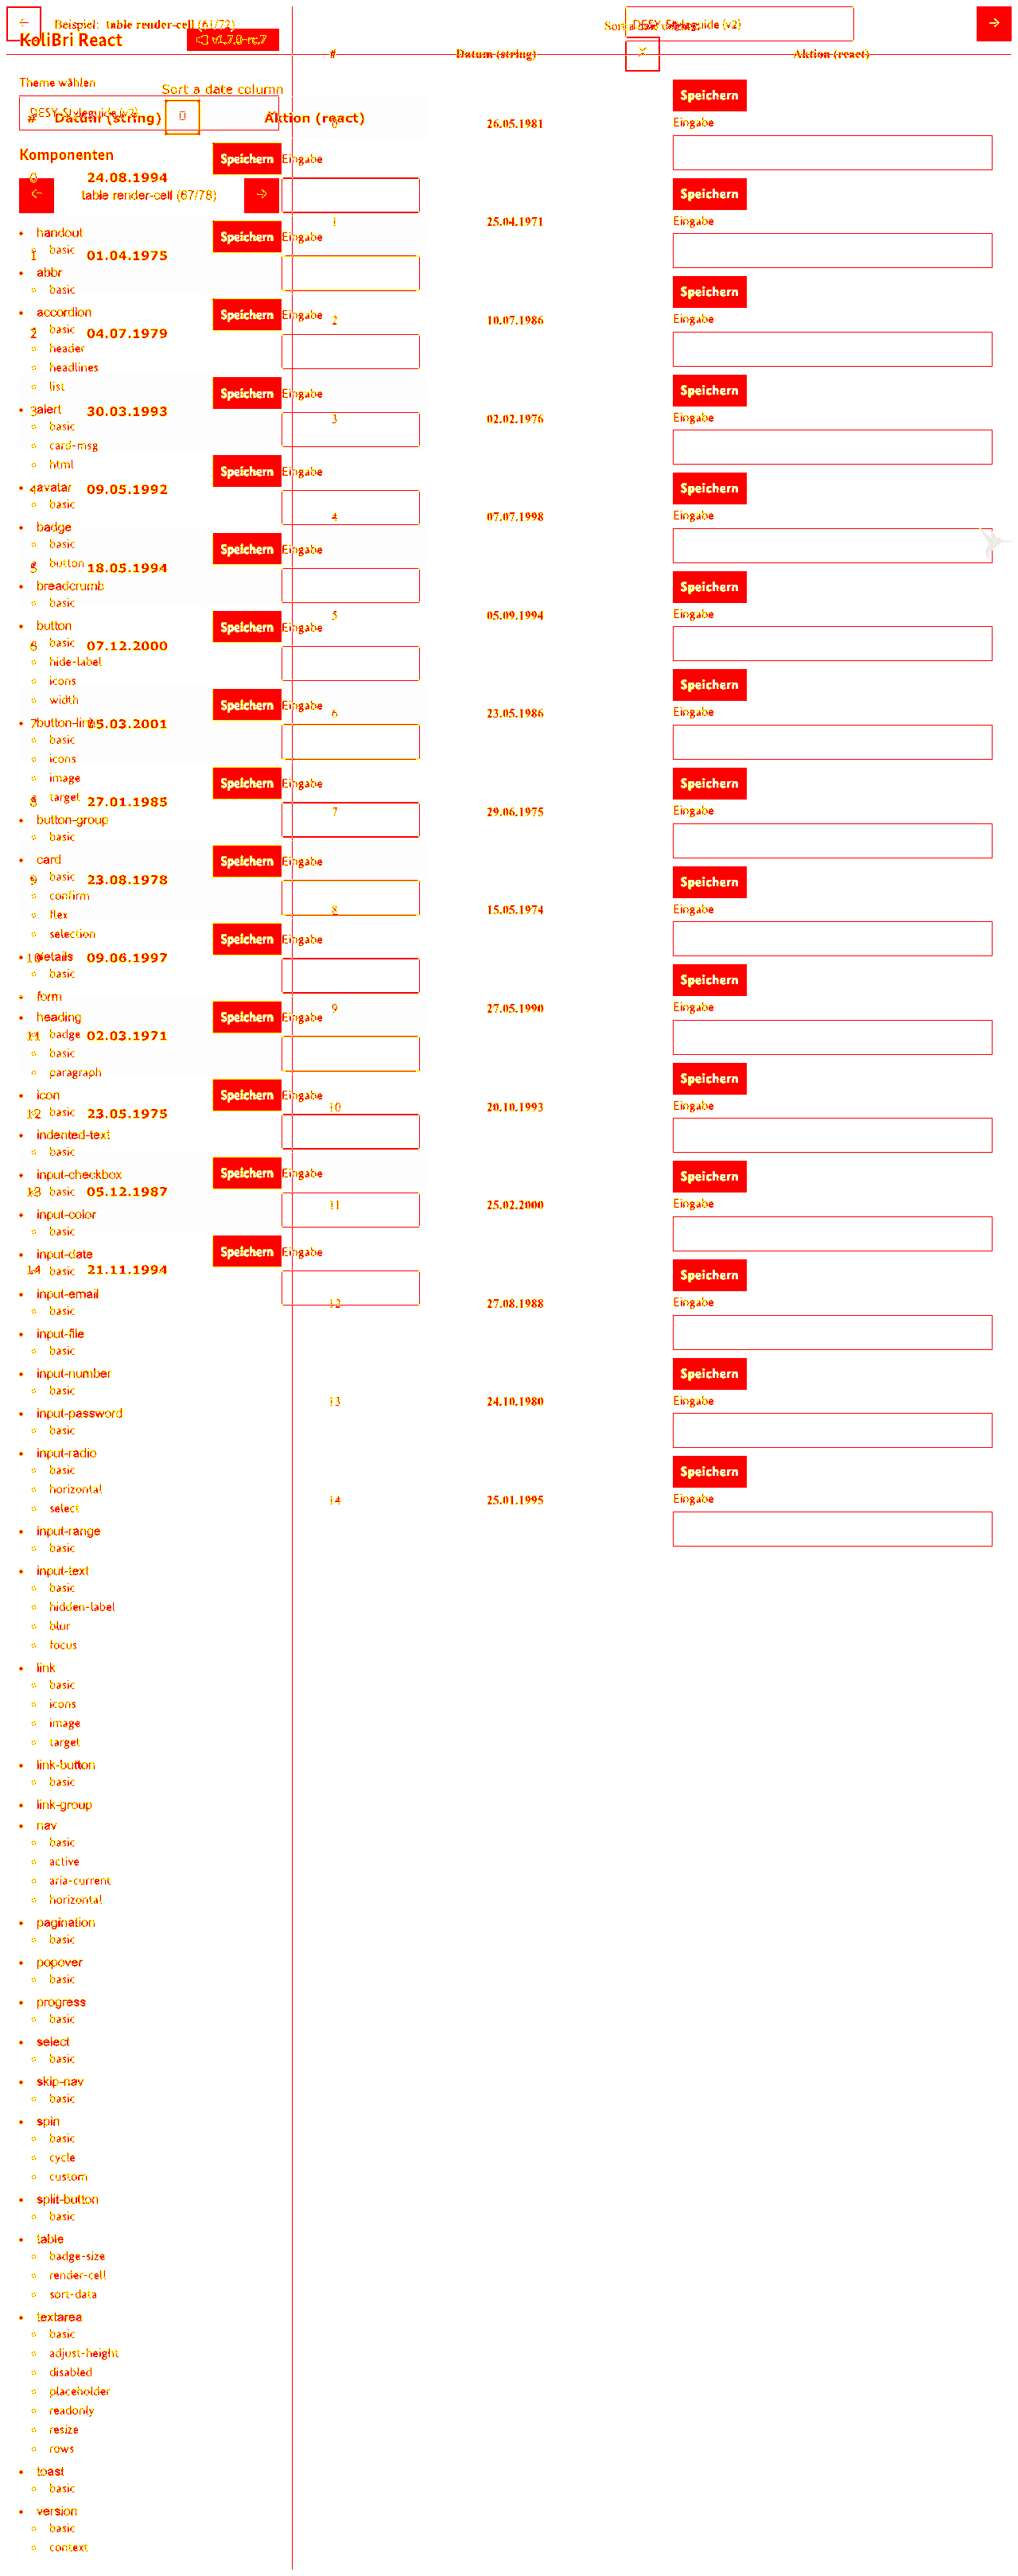 Beispiel: table render-cell (61/72)
DESY-Styleguide (v2)
KoliBri React
v1.7.0-rc.7
Theme wählen
DESY-Styleguide (v2)
Komponenten
table render-cell (67/78)
handout
basic
abbr
basic
accordion
basic
header
headlines
list
alert
basic
card-msg
html
avatar
basic
badge
basic
button
breadcrumb
basic
button
basic
hide-label
icons
width
button-link
basic
icons
image
target
button-group
basic
card
basic
confirm
flex
selection
details
basic
form
heading
badge
basic
paragraph
icon
basic
indented-text
basic
input-checkbox
basic
input-color
basic
input-date
basic
input-email
basic
input-file
basic
input-number
basic
input-password
basic
input-radio
basic
horizontal
select
input-range
basic
input-text
basic
hidden-label
blur
focus
link
basic
icons
image
target
link-button
basic
link-group
nav
basic
active
aria-current
horizontal
pagination
basic
popover
basic
progress
basic
select
basic
skip-nav
basic
spin
basic
cycle
custom
split-button
basic
table
badge-size
render-cell
sort-data
textarea
basic
adjust-height
disabled
placeholder
readonly
resize
rows
toast
basic
version
basic
context
Sort a date column
# Datum (string) Aktion (react)
0 24.08.1994 Speichern Eingabe
1 01.04.1975 Speichern Eingabe
2 04.07.1979 Speichern Eingabe
3 30.03.1993 Speichern Eingabe
4 09.05.1992 Speichern Eingabe
5 18.05.1994 Speichern Eingabe
6 07.12.2000 Speichern Eingabe
7 25.03.2001 Speichern Eingabe
8 27.01.1985 Speichern Eingabe
9 23.08.1978 Speichern Eingabe
10 09.06.1997 Speichern Eingabe
11 02.03.1971 Speichern Eingabe
12 23.05.1975 Speichern Eingabe
13 05.12.1987 Speichern Eingabe
14 21.11.1994 Speichern Eingabe
# Datum (string) Aktion (react)
Speichern
0 26.05.1981 Eingabe
Speichern
1 25.04.1971 Eingabe
Speichern
2 10.07.1986 Eingabe
Speichern
3 02.02.1976 Eingabe
Speichern
4 07.07.1998 Eingabe
Speichern
5 05.09.1994 Eingabe
Speichern
6 23.05.1986 Eingabe
Speichern
7 29.06.1975 Eingabe
Speichern
8 15.05.1974 Eingabe
Speichern
9 27.05.1990 Eingabe
Speichern
10 20.10.1993 Eingabe
Speichern
11 25.02.2000 Eingabe
Speichern
12 27.08.1988 Eingabe
Speichern
13 24.10.1980 Eingabe
Speichern
14 25.01.1995 Eingabe